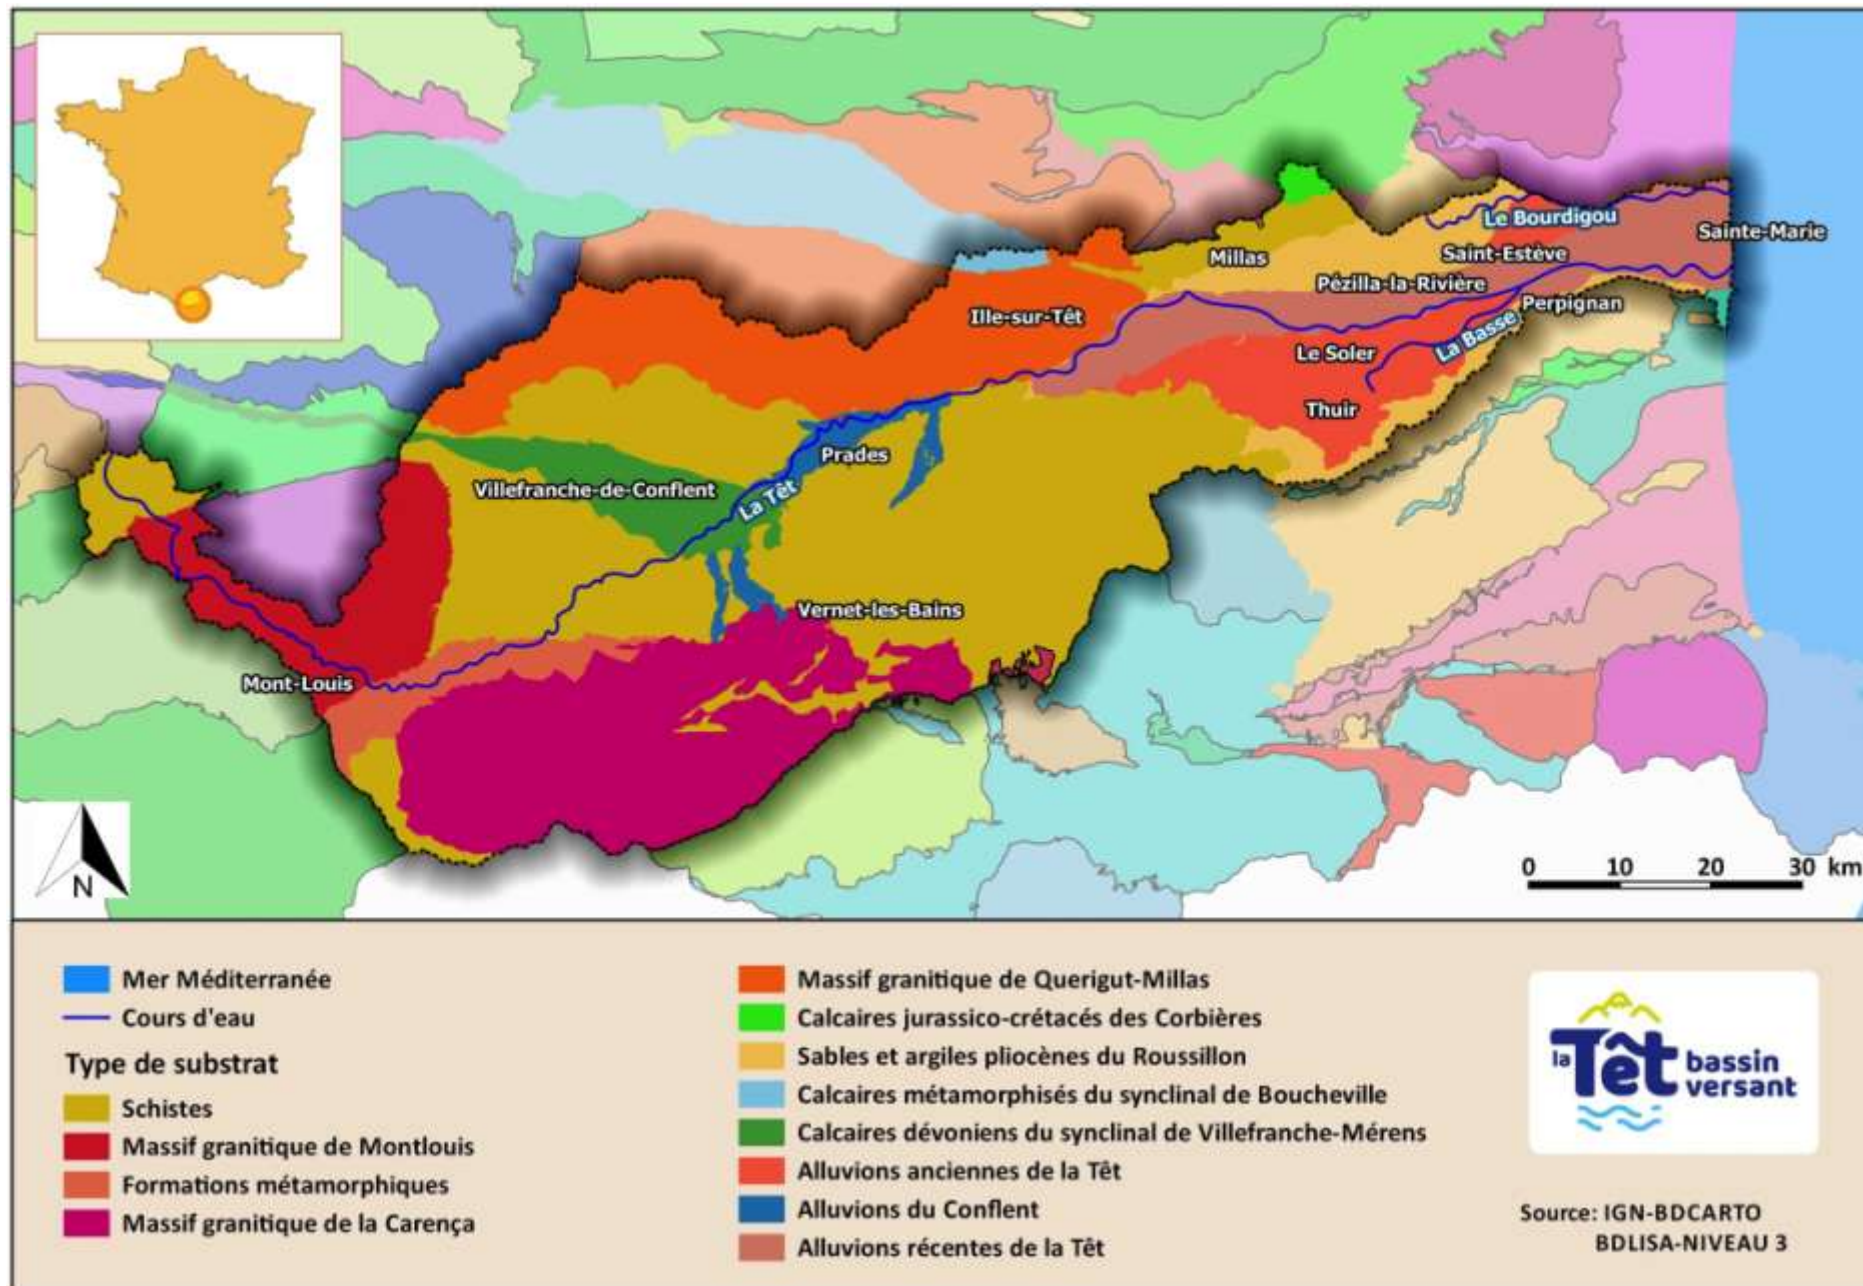 Le Bourdigou
Sainte-Marie
Saint-Estève
Millas
Pézilla-la-Rivière
Perpignan
Ille-sur-Têt
La Basse
Le Soler
Thuir
Prades
Villefranche-de-Conflent
La Têt
Vernet-les-Bains
Mont-Louis
N
0 10 20 30 km
Mer Méditerranée
Cours d'eau
Type de substrat
Schistes
Massif granitique de Montlouis
Formations métamorphiques
Massif granitique de la Carença
Massif granitique de Querigut-Millas
Calcaires jurassico-crétacés des Corbières
Sables et argiles pliocènes du Roussillon
Calcaires métamorphisés du synclinal de Boucheville
Calcaires dévoniens du synclinal de Villefranche-Mérens
Alluvions anciennes de la Têt
Alluvions du Conflent
Alluvions récentes de la Têt
la Têt bassin
versant
Source: IGN-BDCARTO
BDLISA-NIVEAU 3